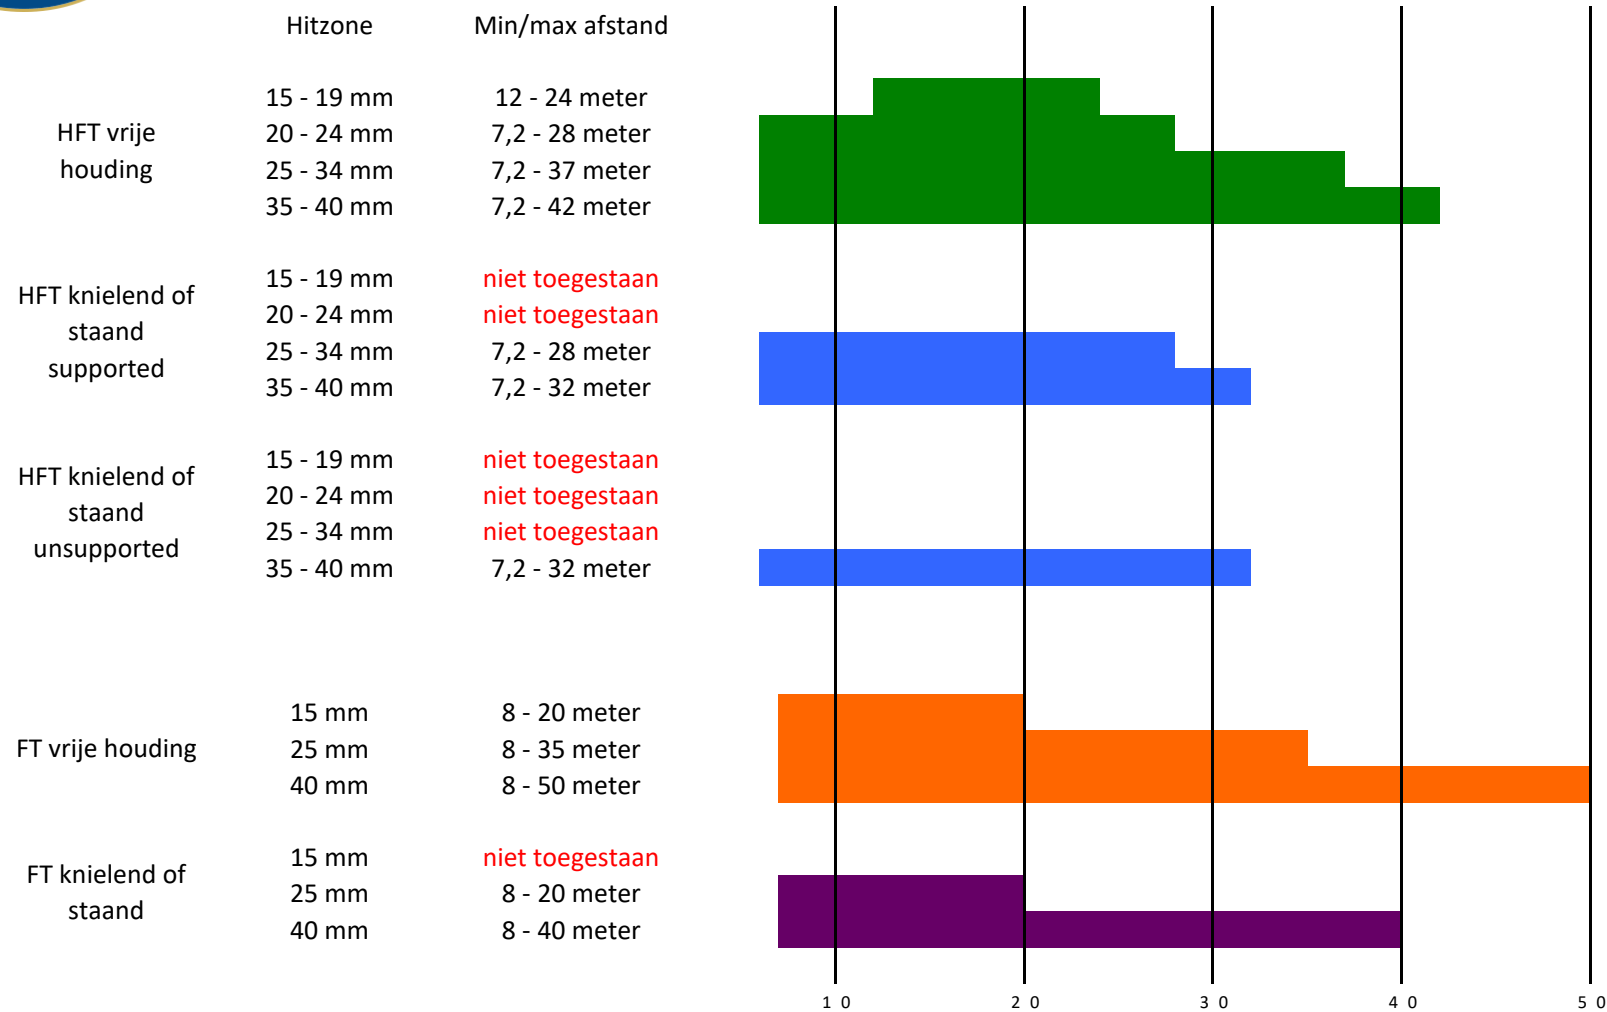 Hitzone Min/max afstand
HFT vrije
houding
15 - 19 mm 12 - 24 meter
20 - 24 mm 7,2 - 28 meter
25 - 34 mm 7,2 - 37 meter
35 - 40 mm 7,2 - 42 meter
HFT knielend of
staand
supported
15 - 19 mm niet toegestaan
20 - 24 mm niet toegestaan
25 - 34 mm 7,2 - 28 meter
35 - 40 mm 7,2 - 32 meter
HFT knielend of
staand
unsupported
15 - 19 mm niet toegestaan
20 - 24 mm niet toegestaan
25 - 34 mm niet toegestaan
35 - 40 mm 7,2 - 32 meter
FT vrije houding
15 mm 8 - 20 meter
25 mm 8 - 35 meter
40 mm 8 - 50 meter
FT knielend of
staand
15 mm niet toegestaan
25 mm 8 - 20 meter
40 mm 8 - 40 meter
10 20 30 40 50